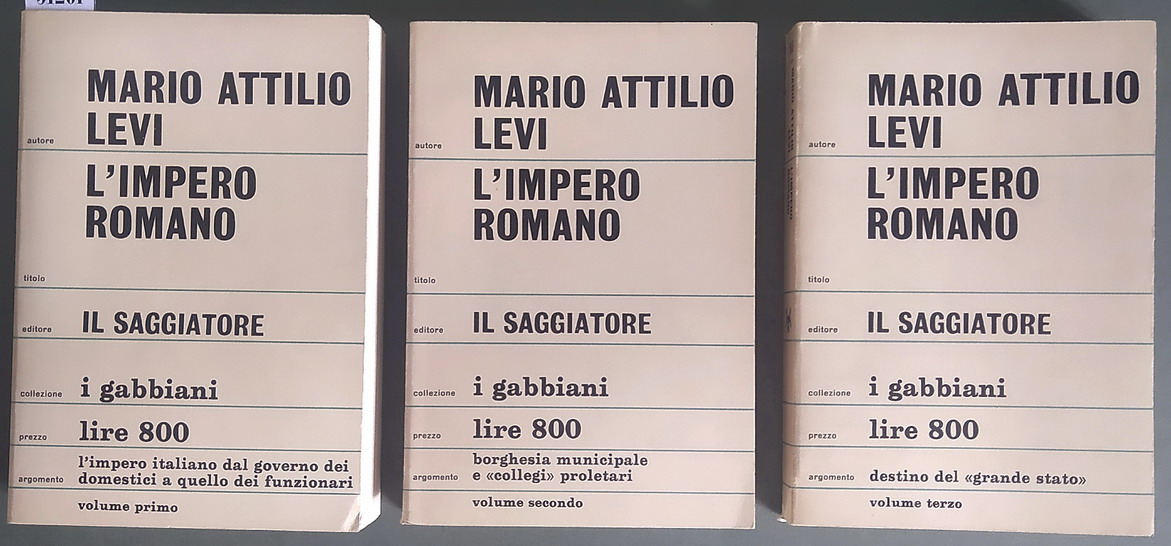 51261
MARIO ATTILIO
LEVI
autore
L'IMPERO
ROMANO
titolo
editore IL SAGGIATORE
collezione i gabbiani
prezzo lire 800
l'impero italiano dal governo dei
argomento domestici a quello dei funzionari
volume primo
MARIO ATTILIO
LEVI
autore
L'IMPERO
ROMANO
titolo
editore IL SAGGIATORE
collezione i gabbiani
prezzo lire 800
borghesia municipale
argomento e «collegi» proletari
volume secondo
MARIO ATTILIO
LEVI
autore
L'IMPERO
ROMANO
titolo
editore IL SAGGIATORE
collezione i gabbiani
prezzo lire 800
argomento destino del «grande stato»
volume terzo